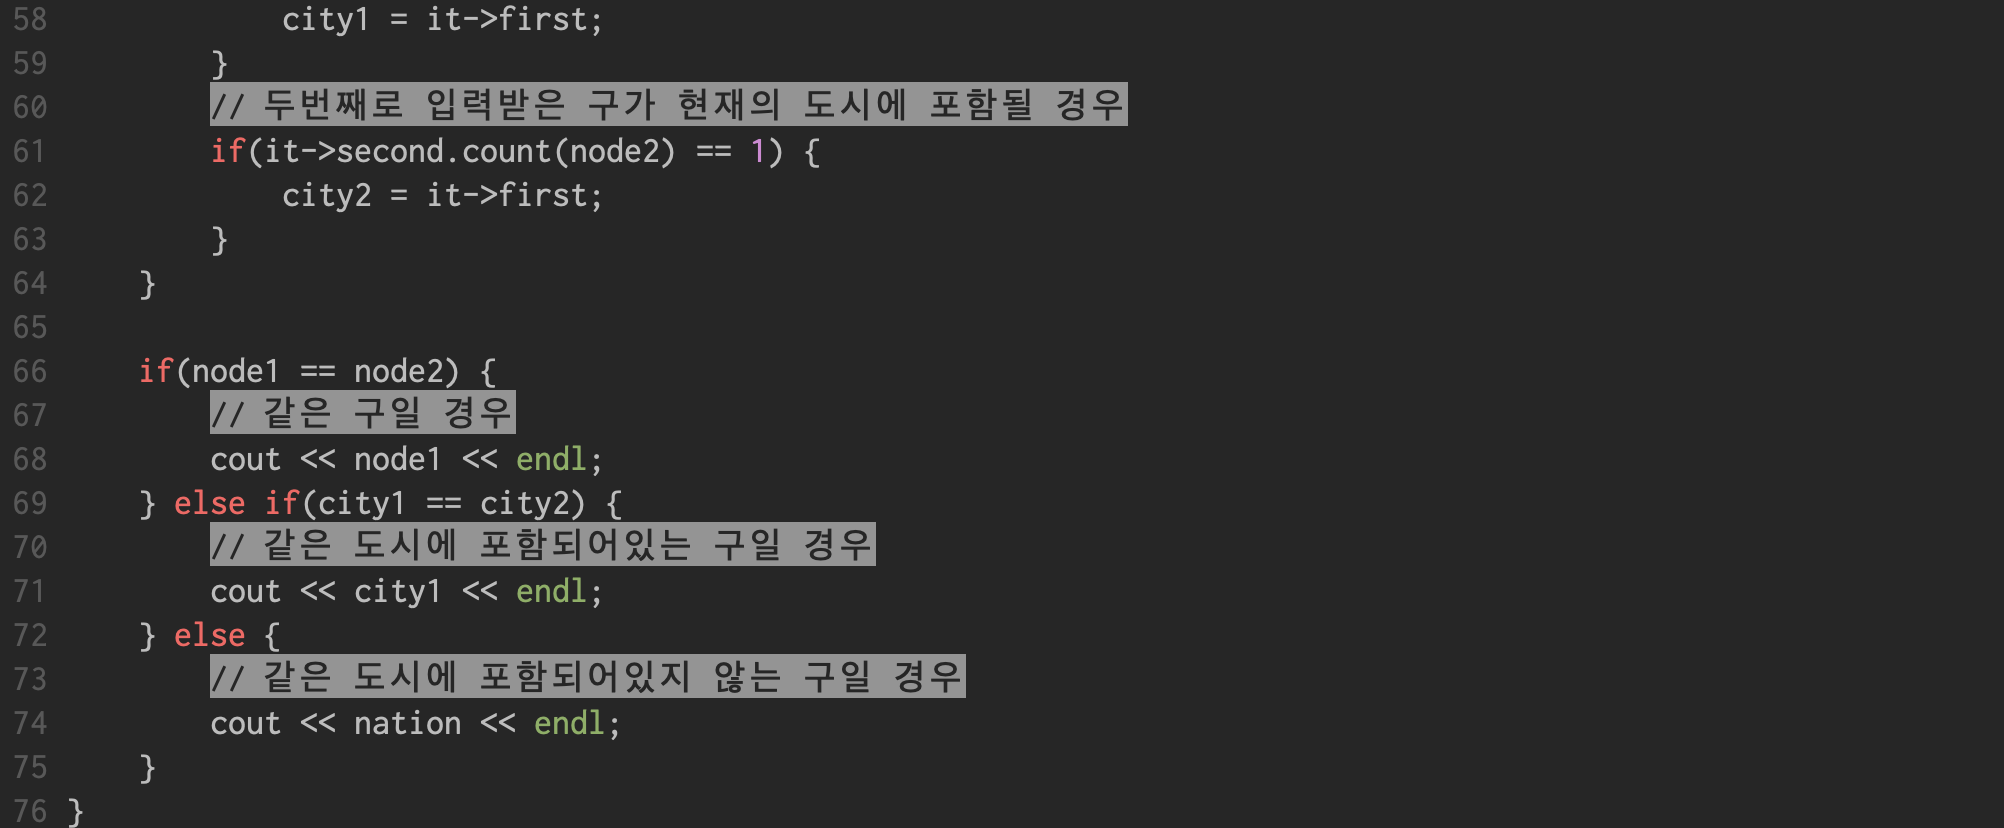 58 city1 = it->first;
59 }
60 // 두번째로 입력받은 구가 현재의 도시에 포함될 경우
61 if(it->second.count(node2) == 1) {
62 city2 = it->first;
63 }
64 }
65
66 if(node1 == node2) {
67 // 같은 구일 경우
68 cout << node1 << endl;
69 } else if(city1 == city2) {
70 // 같은 도시에 포함되어있는 구일 경우
71 cout << city1 << endl;
72 } else {
73 // 같은 도시에 포함되어있지 않는 구일 경우
74 cout << nation << endl;
75 }
76 }